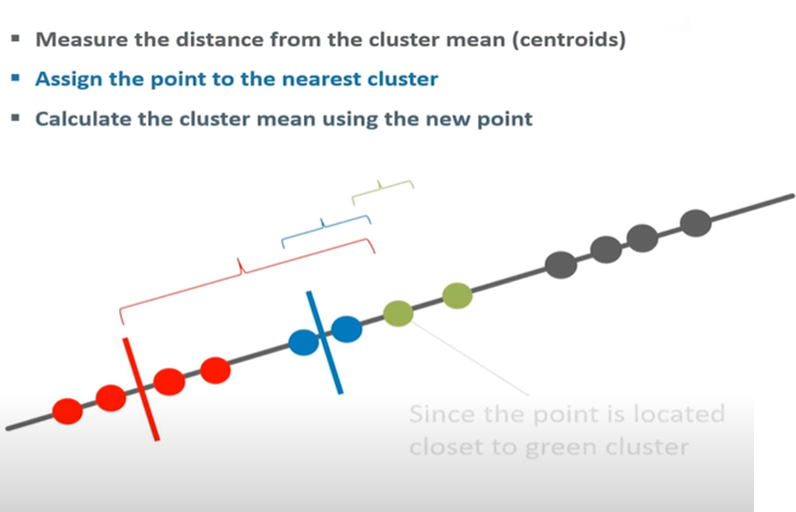 ▪ Measure the distance from the cluster mean (centroids)
▪ Assign the point to the nearest cluster
▪ Calculate the cluster mean using the new point
Since the point is located
closet to green cluster